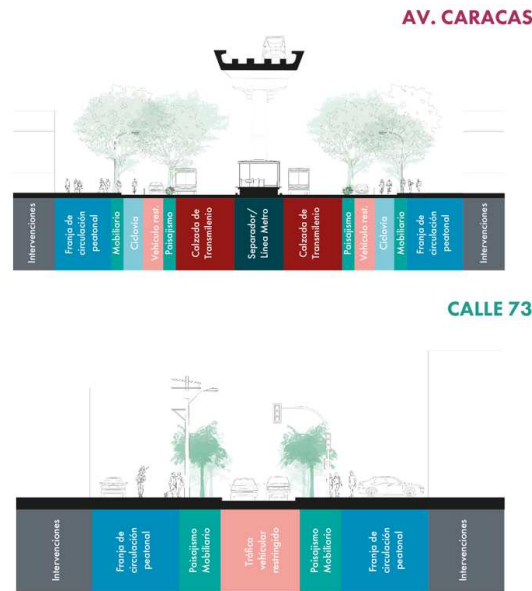 AV. CARACAS
Intervenciones
Franja de
circulación
peatonal
Mobiliario
Ciclovía
Vehículo rest.
Paisajismo
Calzada de
Transmilenio
Separador/
Línea Metro
Calzada de
Transmilenio
Paisajismo
Vehículo rest.
Ciclovía
Mobiliario
Franja de
circulación
peatonal
Intervenciones
CALLE 73
Intervenciones
Franja de
circulación
peatonal
Paisajismo
Mobiliario
Tráfico
vehicular
restringido
Paisajismo
Mobiliario
Franja de
circulación
peatonal
Intervenciones